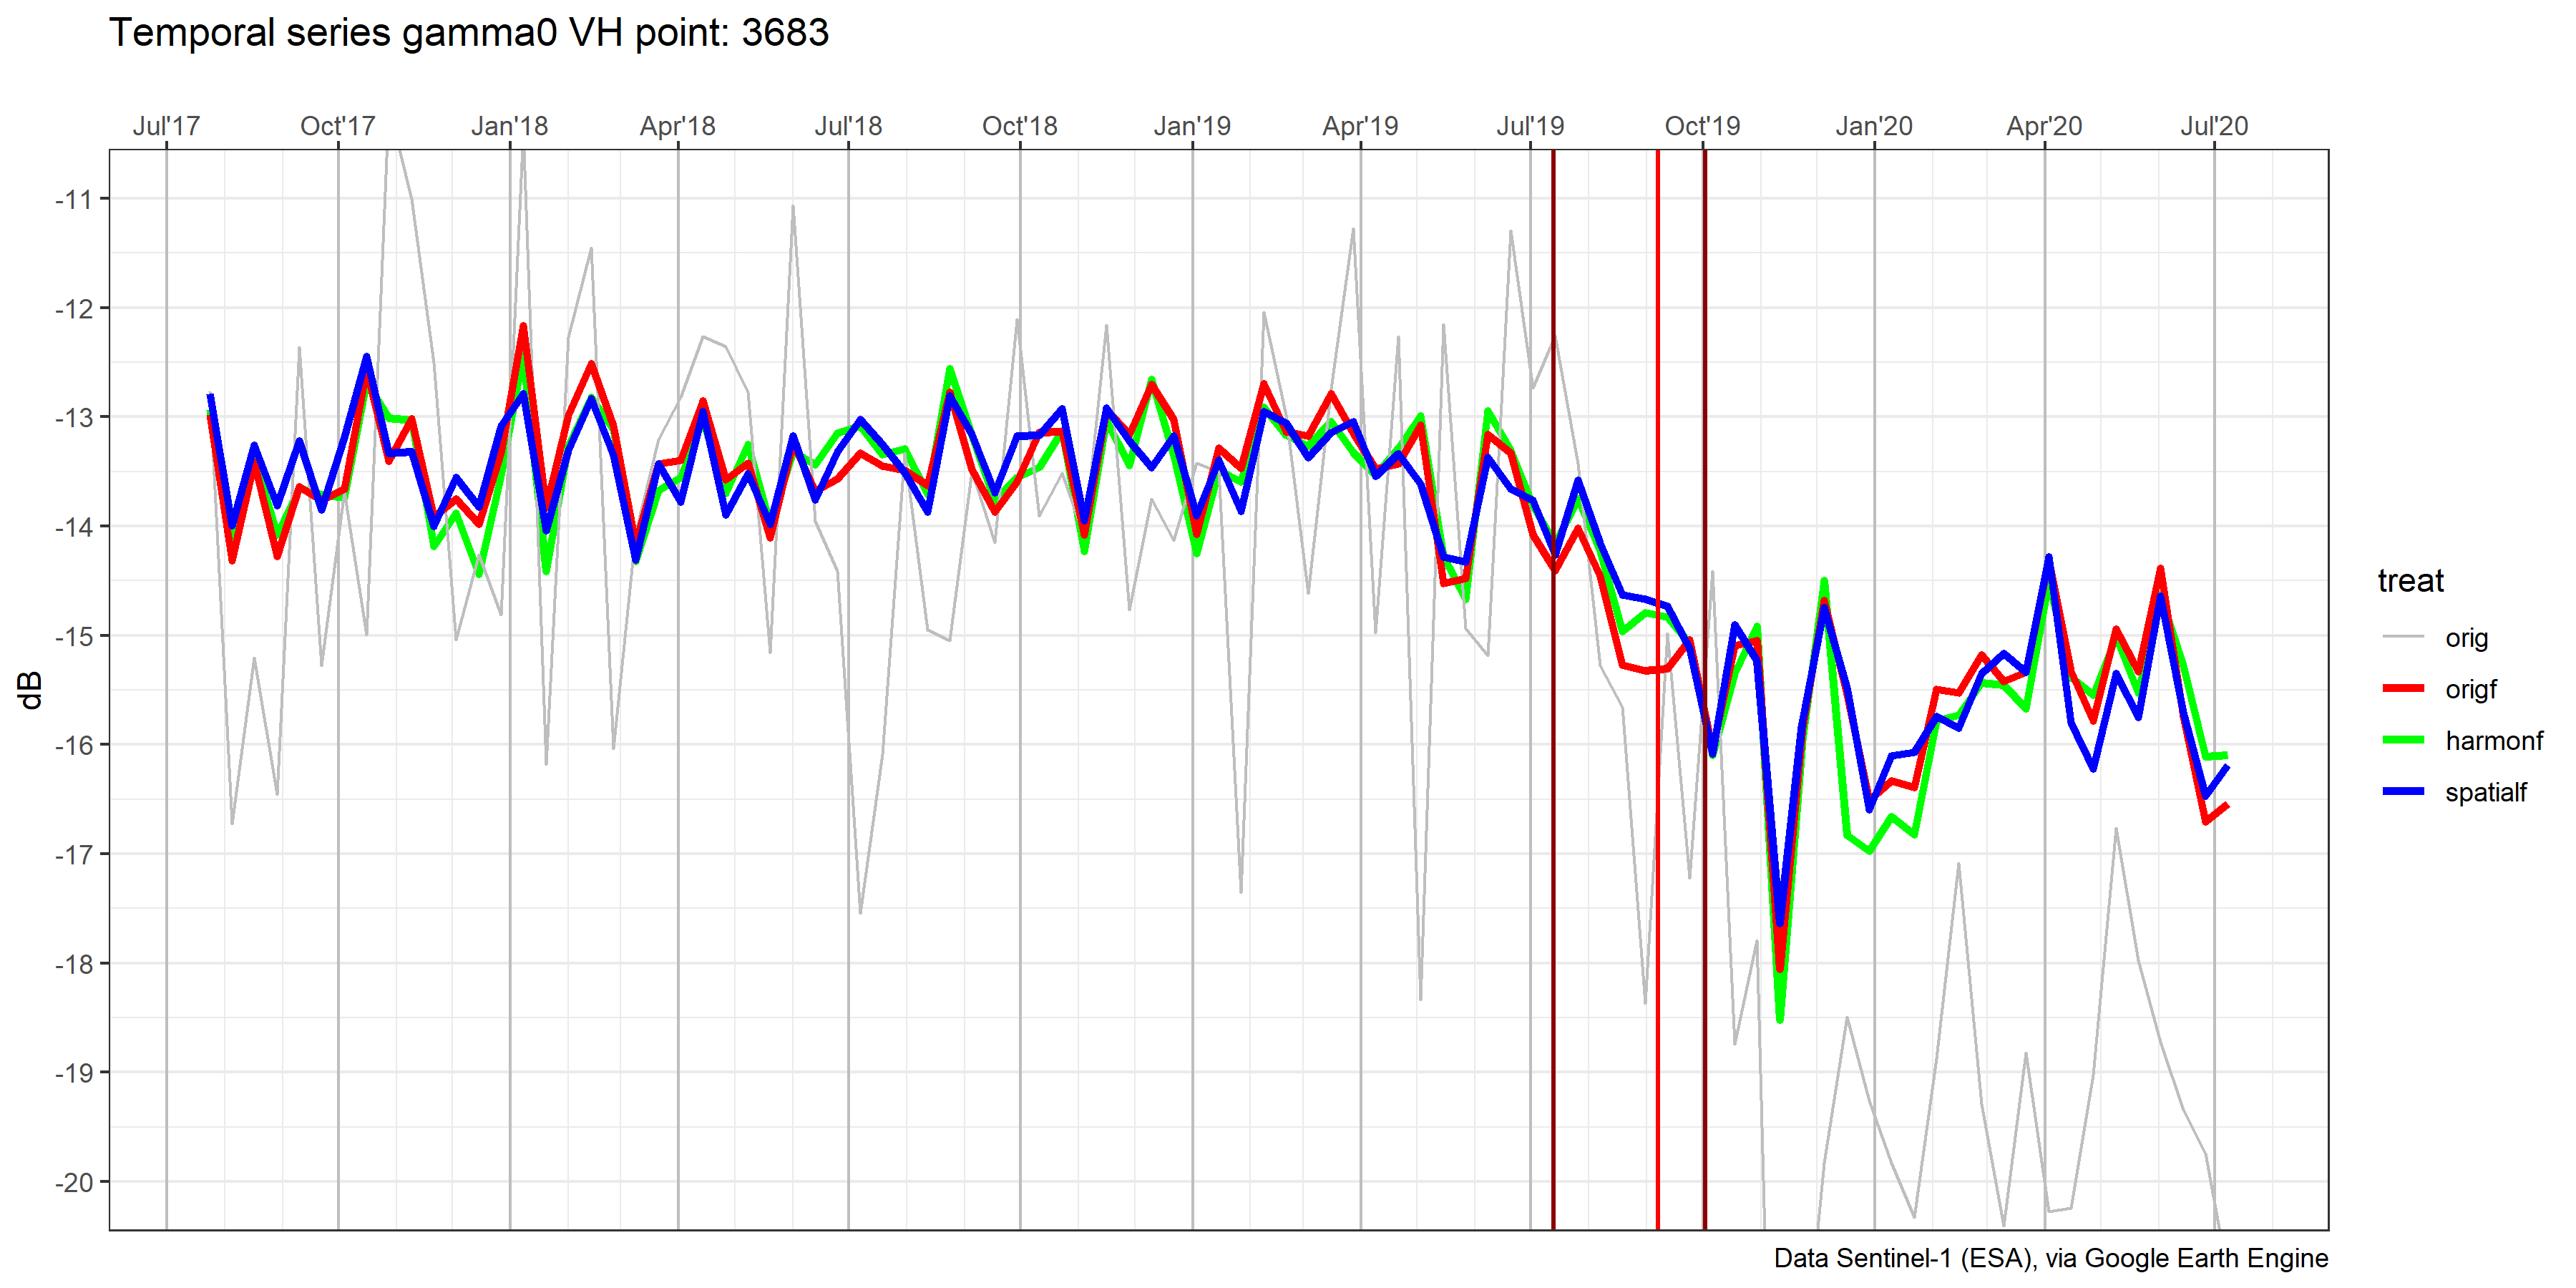 Temporal series gamma0 VH point: 3683
Jul'17 Oct'17 Jan'18 Apr'18 Jul'18 Oct'18 Jan'19 Apr'19 Jul'19 Oct'19 Jan'20 Apr'20 Jul'20
-11
-12
-13
-14
-15
-16
-17
-18
-19
-20
dB
treat
orig
origf
harmonf
spatialf
Data Sentinel-1 (ESA), via Google Earth Engine